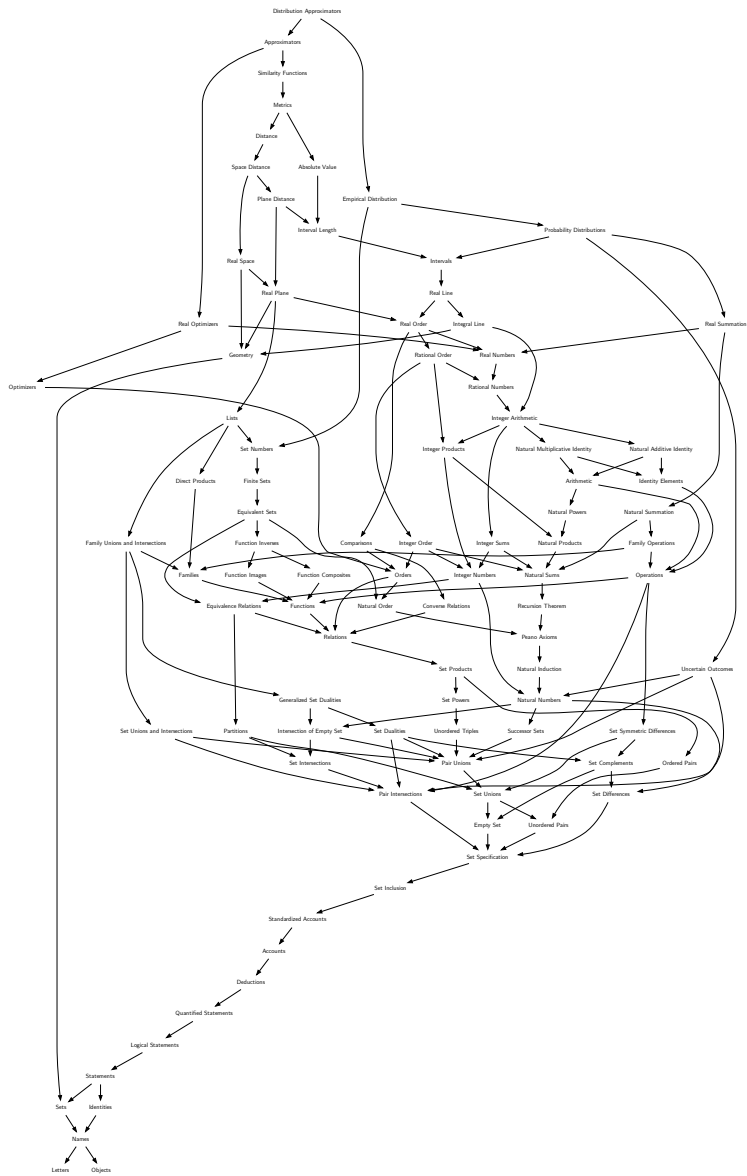 Distribution Approximators
Approximators
Similarity Functions
Metrics
Distance
Space Distance
Absolute Value
Plane Distance
Empirical Distribution
Interval Length
Probability Distributions
Real Space
Intervals
Real Plane
Real Line
Real Optimizers
Real Order
Integral Line
Real Summation
Geometry
Rational Order
Real Numbers
Optimizers
Rational Numbers
Lists
Integer Arithmetic
Set Numbers
Integer Products
Natural Multiplicative Identity
Natural Additive Identity
Direct Products
Finite Sets
Arithmetic
Identity Elements
Equivalent Sets
Natural Powers
Natural Summation
Family Unions and Intersections
Function Inverses
Comparisons
Integer Order
Integer Sums
Natural Products
Family Operations
Families
Function Images
Function Composites
Orders
Integer Numbers
Natural Sums
Operations
Equivalence Relations
Functions
Natural Order
Converse Relations
Recursion Theorem
Relations
Peano Axioms
Set Products
Natural Induction
Uncertain Outcomes
Generalized Set Dualities
Set Powers
Natural Numbers
Set Unions and Intersections
Partitions
Intersection of Empty Set
Set Dualities
Unordered Triples
Successor Sets
Set Symmetric Differences
Set Intersections
Pair Unions
Set Complements
Ordered Pairs
Pair Intersections
Set Unions
Set Differences
Empty Set
Unordered Pairs
Set Specification
Set Inclusion
Standardized Accounts
Accounts
Deductions
Quantified Statements
Logical Statements
Statements
Sets
Identities
Names
Letters
Objects